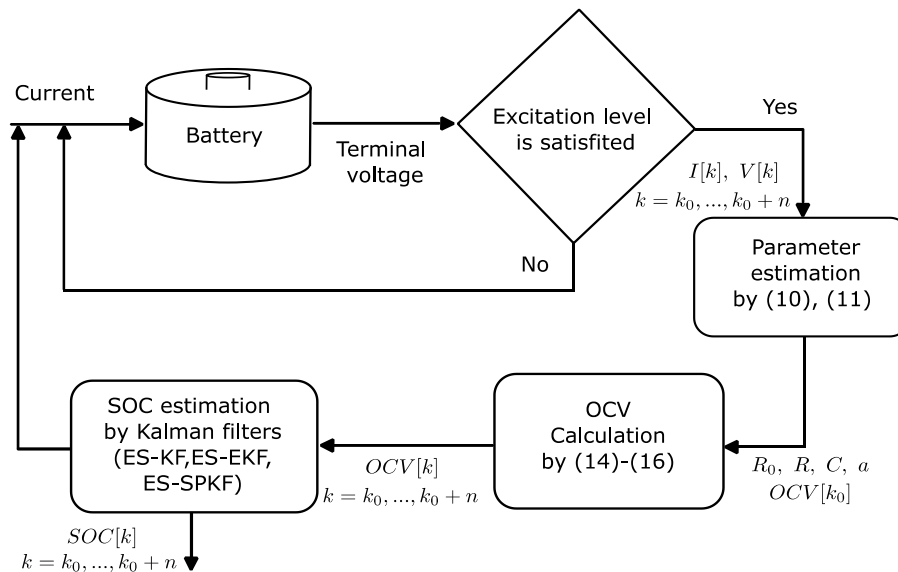 Current
Battery
Terminal
voltage
Excitation level
is satisfited
Yes
No
I[k], V[k]
k = k₀, ..., k₀ + n
Parameter
estimation
by (10), (11)
R₀, R, C, a
OCV[k₀]
OCV
Calculation
by (14)-(16)
OCV[k]
k = k₀, ..., k₀ + n
SOC estimation
by Kalman filters
(ES-KF,ES-EKF,
ES-SPKF)
SOC[k]
k = k₀, ..., k₀ + n